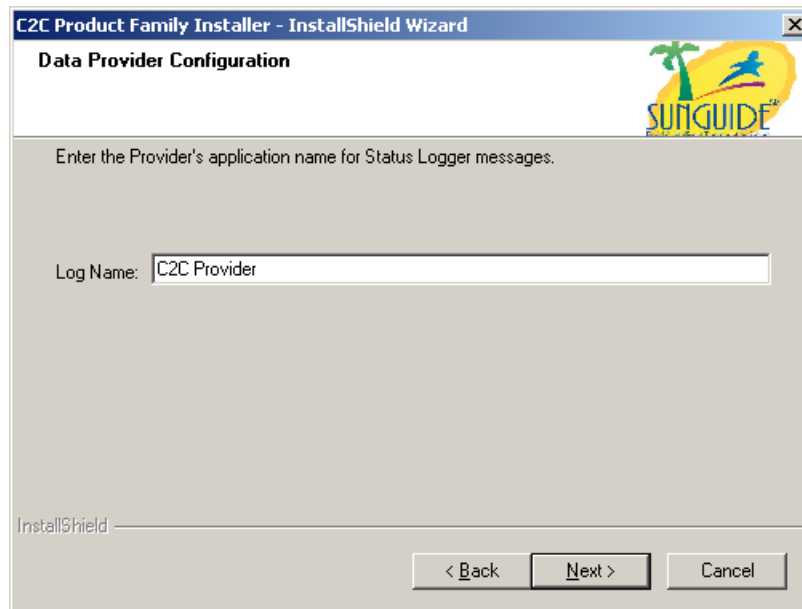 C2C Product Family Installer - InstallShield Wizard
Data Provider Configuration
SUNGUIDE
SM
Enter the Provider's application name for Status Logger messages.
Log Name: C2C Provider
InstallShield
< Back Next > Cancel